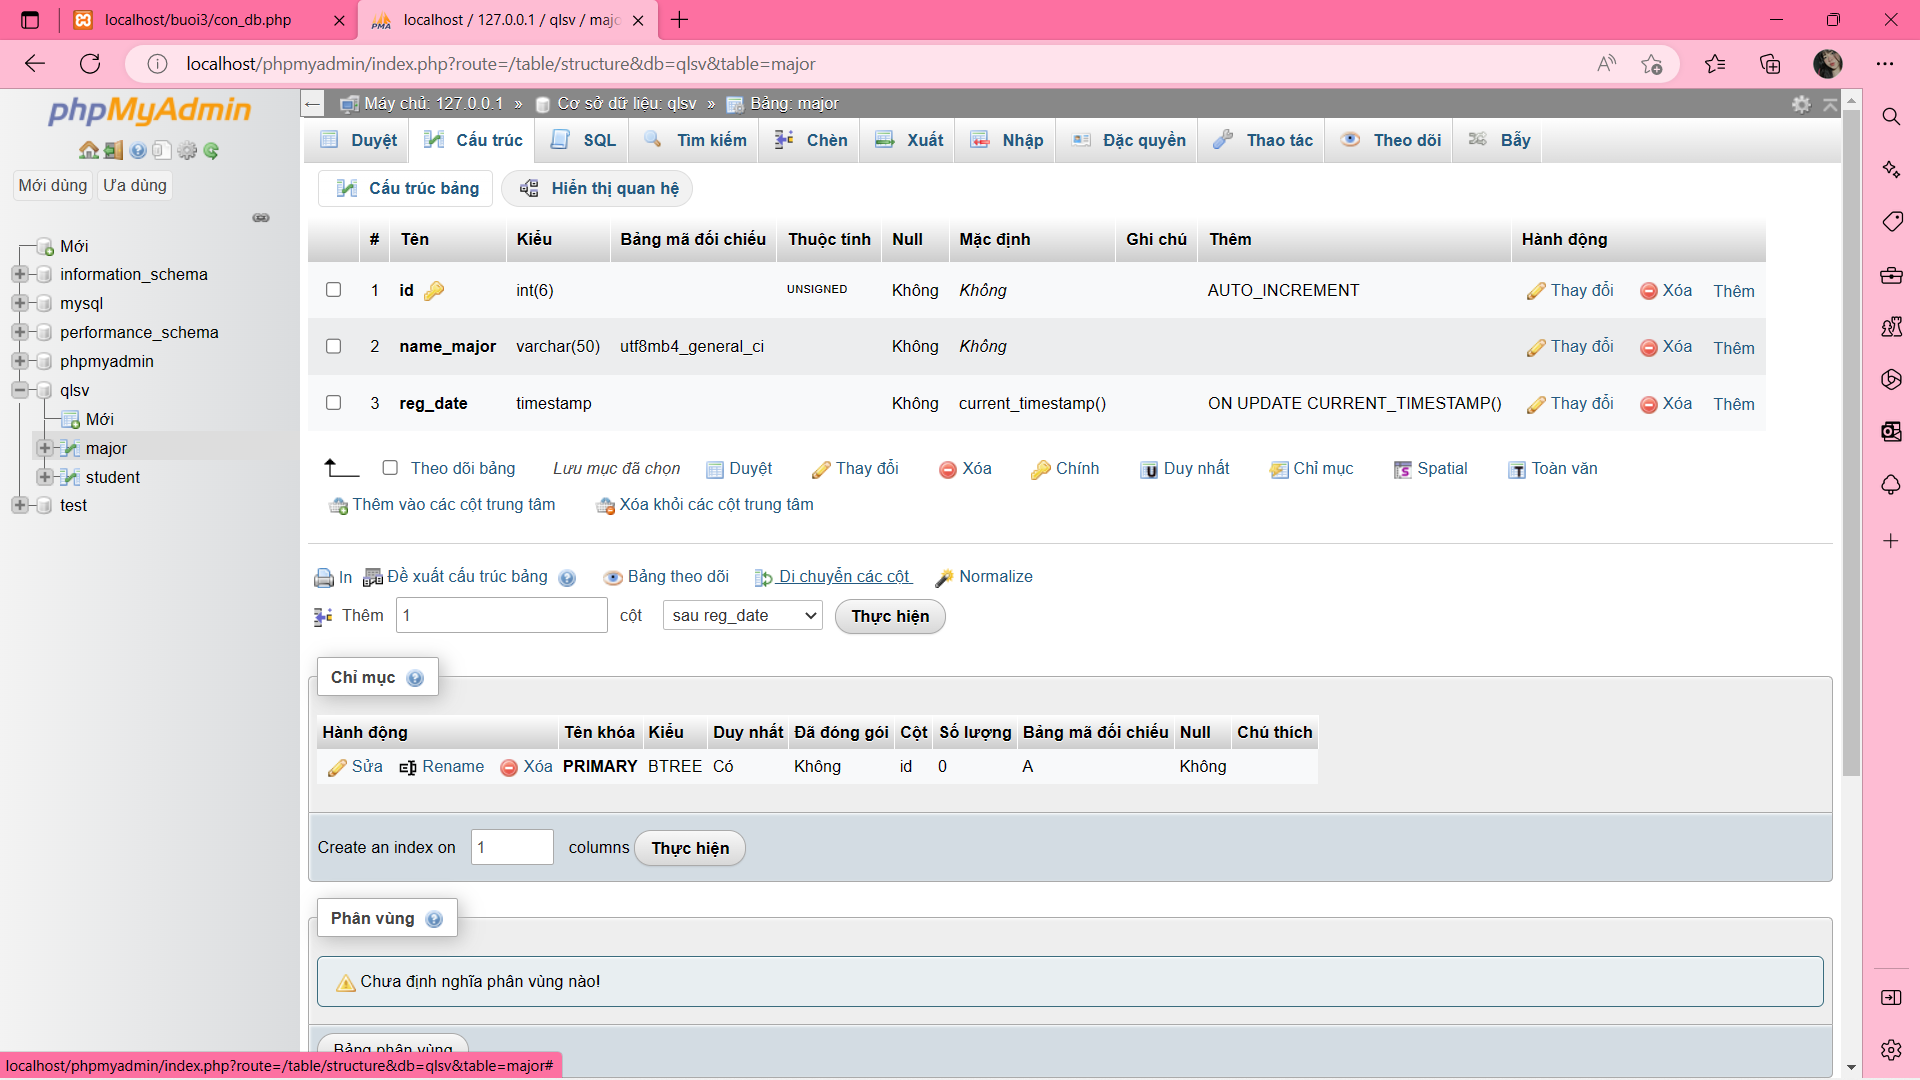 localhost/buoi3/con_db.php
localhost / 127.0.0.1 / qlsv / majo
localhost/phpmyadmin/index.php?route=/table/structure&db=qlsv&table=major
phpMyAdmin
Mới dùng
Ưa dùng
Mới
information_schema
mysql
performance_schema
phpmyadmin
qlsv
Mới
major
student
test
Máy chủ: 127.0.0.1 » Cơ sở dữ liệu: qlsv » Bảng: major
Duyệt Cấu trúc SQL Tìm kiếm Chèn Xuất Nhập Đặc quyền Thao tác Theo dõi Bẫy
Cấu trúc bảng Hiển thị quan hệ
# Tên Kiểu Bảng mã đối chiếu Thuộc tính Null Mặc định Ghi chú Thêm Hành động
1 id int(6) UNSIGNED Không Không AUTO_INCREMENT Thay đổi Xóa Thêm
2 name_major varchar(50) utf8mb4_general_ci Không Không Thay đổi Xóa Thêm
3 reg_date timestamp Không current_timestamp() ON UPDATE CURRENT_TIMESTAMP() Thay đổi Xóa Thêm
Theo dõi bảng Lưu mục đã chọn Duyệt Thay đổi Xóa Chính Duy nhất Chỉ mục Spatial Toàn văn
Thêm vào các cột trung tâm Xóa khỏi các cột trung tâm
In Đề xuất cấu trúc bảng Bảng theo dõi Di chuyển các cột Normalize
Thêm 1 cột sau reg_date Thực hiện
Chỉ mục
Hành động Tên khóa Kiểu Duy nhất Đã đóng gói Cột Số lượng Bảng mã đối chiếu Null Chú thích
Sửa Rename Xóa PRIMARY BTREE Có Không id 0 A Không
Create an index on 1 columns Thực hiện
Phân vùng
Chưa định nghĩa phân vùng nào!
Bảng phân vùng
localhost/phpmyadmin/index.php?route=/table/structure&db=qlsv&table=major#